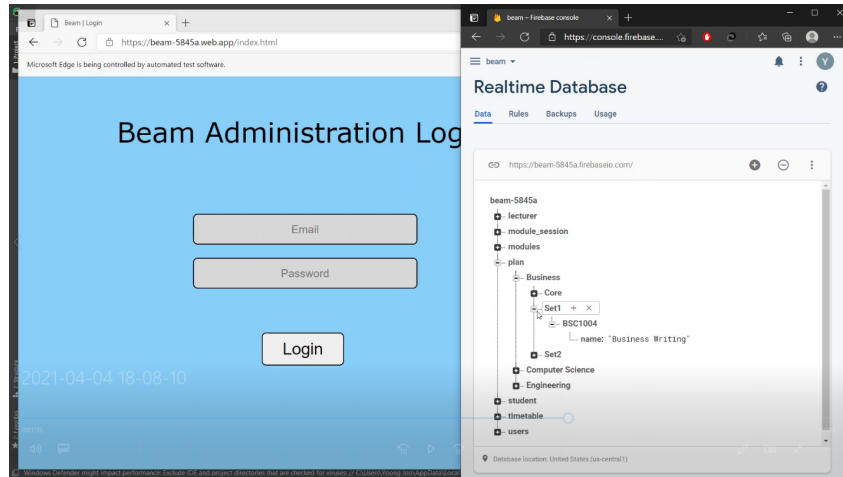 Beam | Login
https://beam-5845a.web.app/index.html
Microsoft Edge is being controlled by automated test software.
Beam Administration Log
Email
Password
Login
2021-04-04 18-08-10
Windows Defender might impact performance: Exclude IDE and project directories that are checked for viruses
beam – Firebase console
https://console.firebase....
beam
Y
Realtime Database
Data Rules Backups Usage
https://beam-5845a.firebaseio.com/
beam-5845a
lecturer
module_session
modules
plan
Business
Core
Set1
BSC1004
name: "Business Writing"
Set2
Computer Science
Engineering
student
timetable
users
Database location: United States (us-central1)